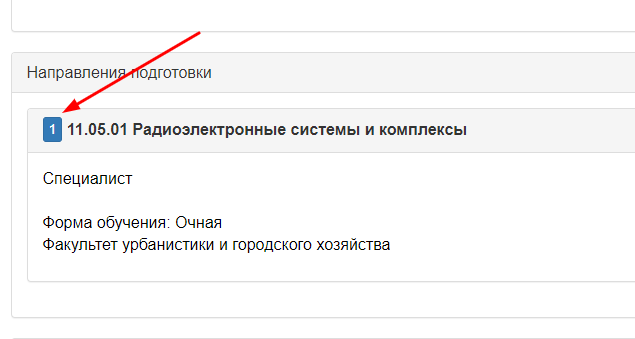 Направления подготовки
1 11.05.01 Радиоэлектронные системы и комплексы
Специалист
Форма обучения: Очная
Факультет урбанистики и городского хозяйства